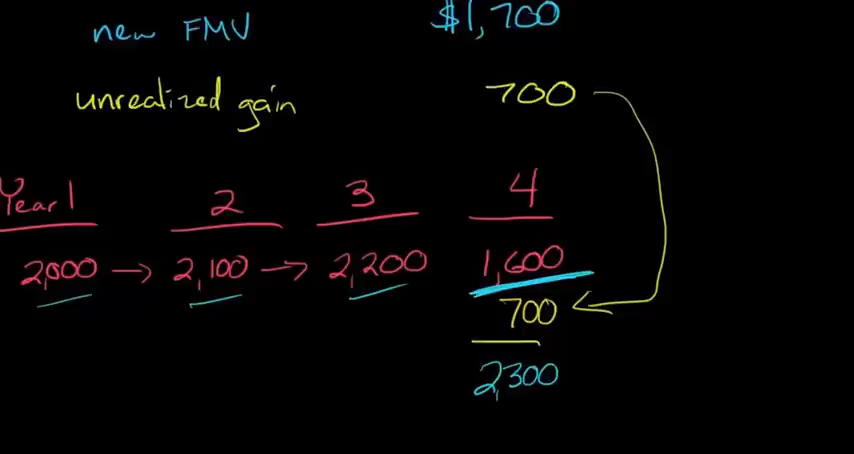 new FMV $1,700
unrealized gain 700
Year 1 2 3 4
2,000 → 2,100 → 2,200 1,600
700
2,300